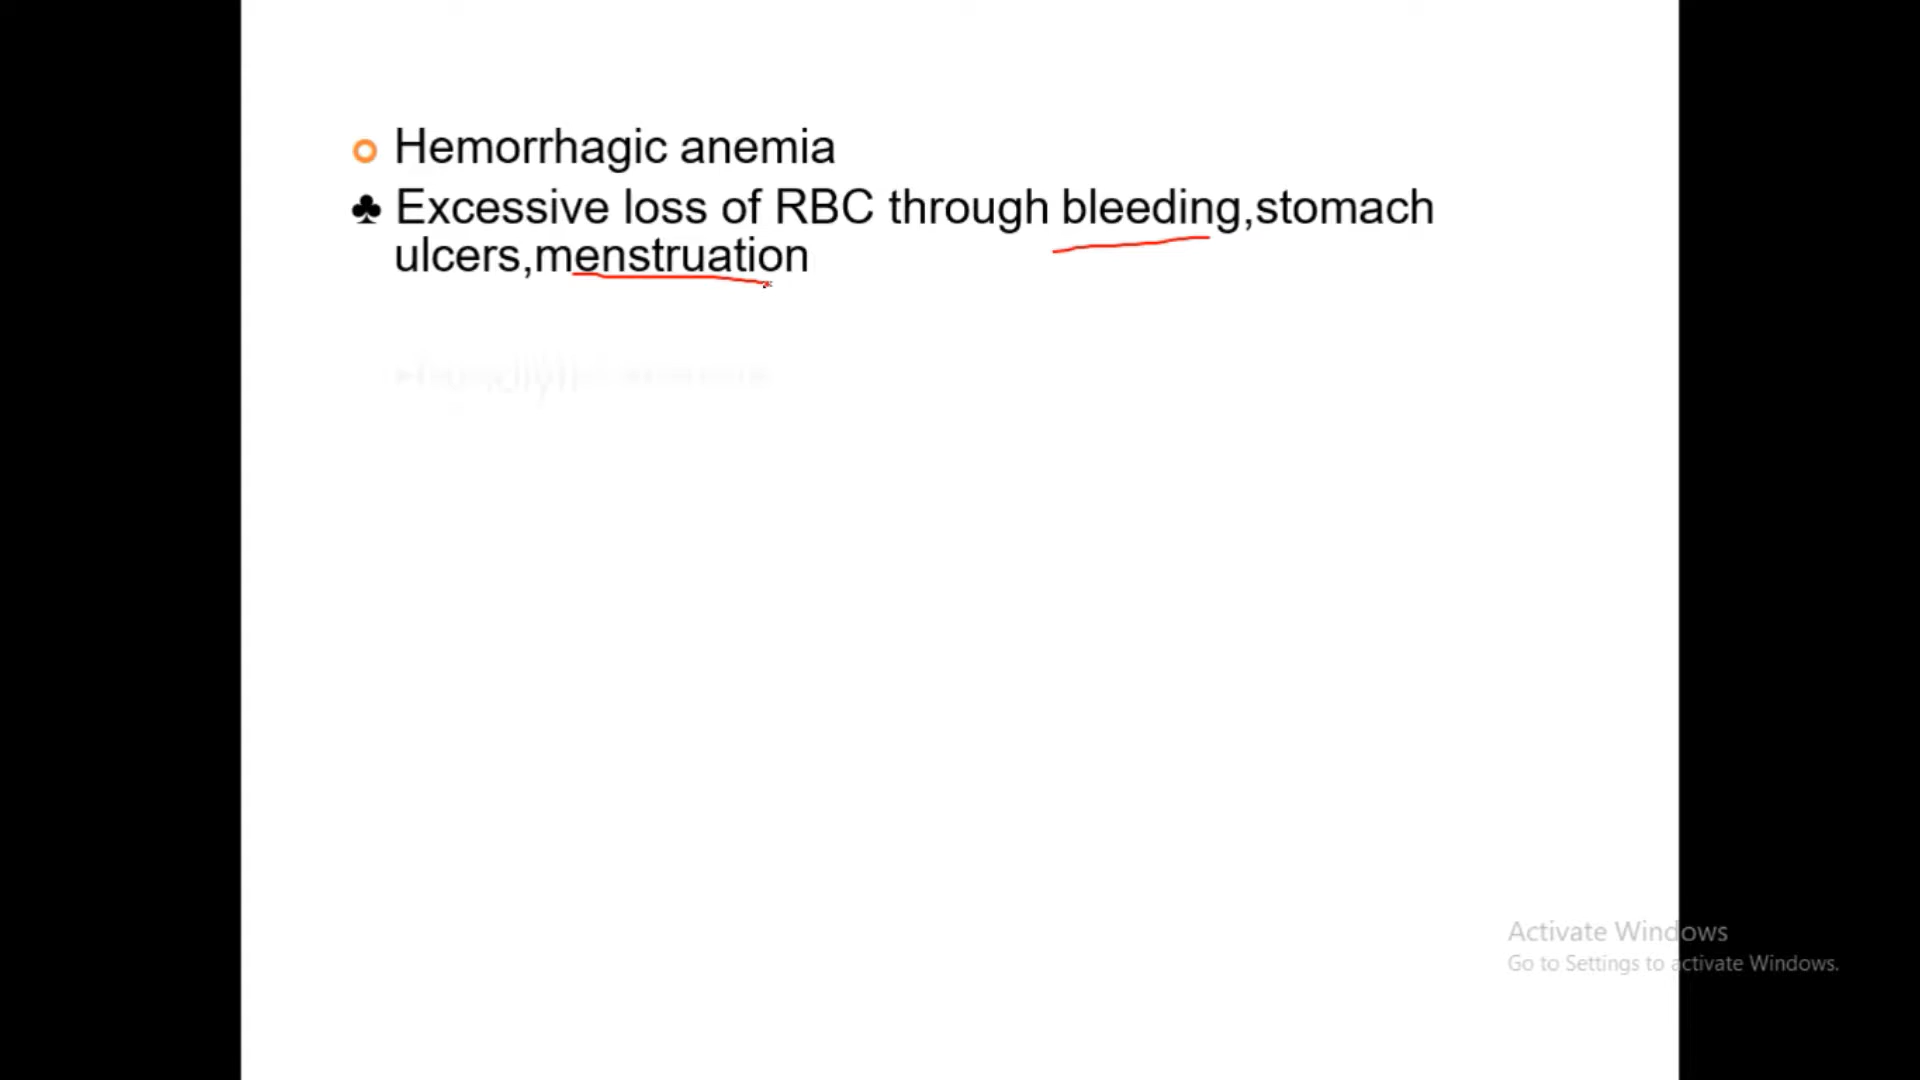 Hemorrhagic anemia
♣ Excessive loss of RBC through bleeding,stomach
ulcers,menstruation
Activate Windows
Go to Settings to activate Windows.